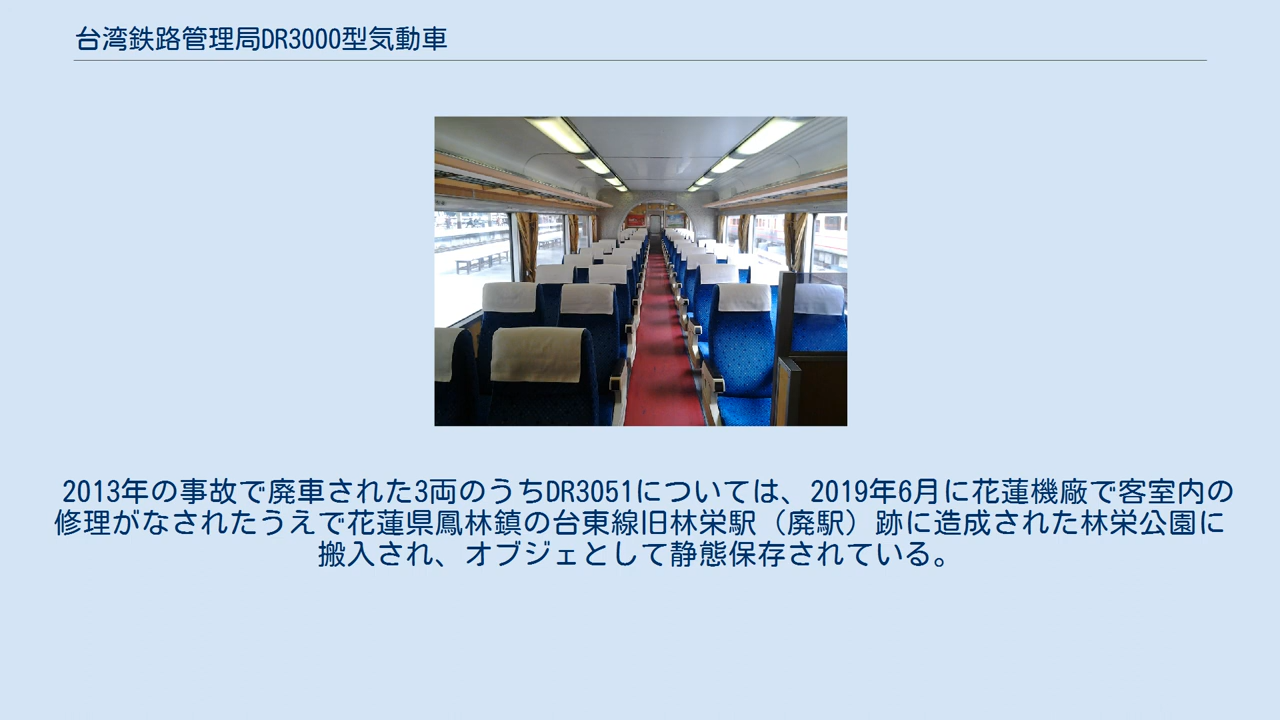 台湾鉄路管理局DR3000型気動車
2013年の事故で廃車された3両のうちDR3051については、2019年6月に花蓮機廠で客室内の
修理がなされたうえで花蓮県鳳林鎮の台東線旧林栄駅（廃駅）跡に造成された林栄公園に
搬入され、オブジェとして静態保存されている。